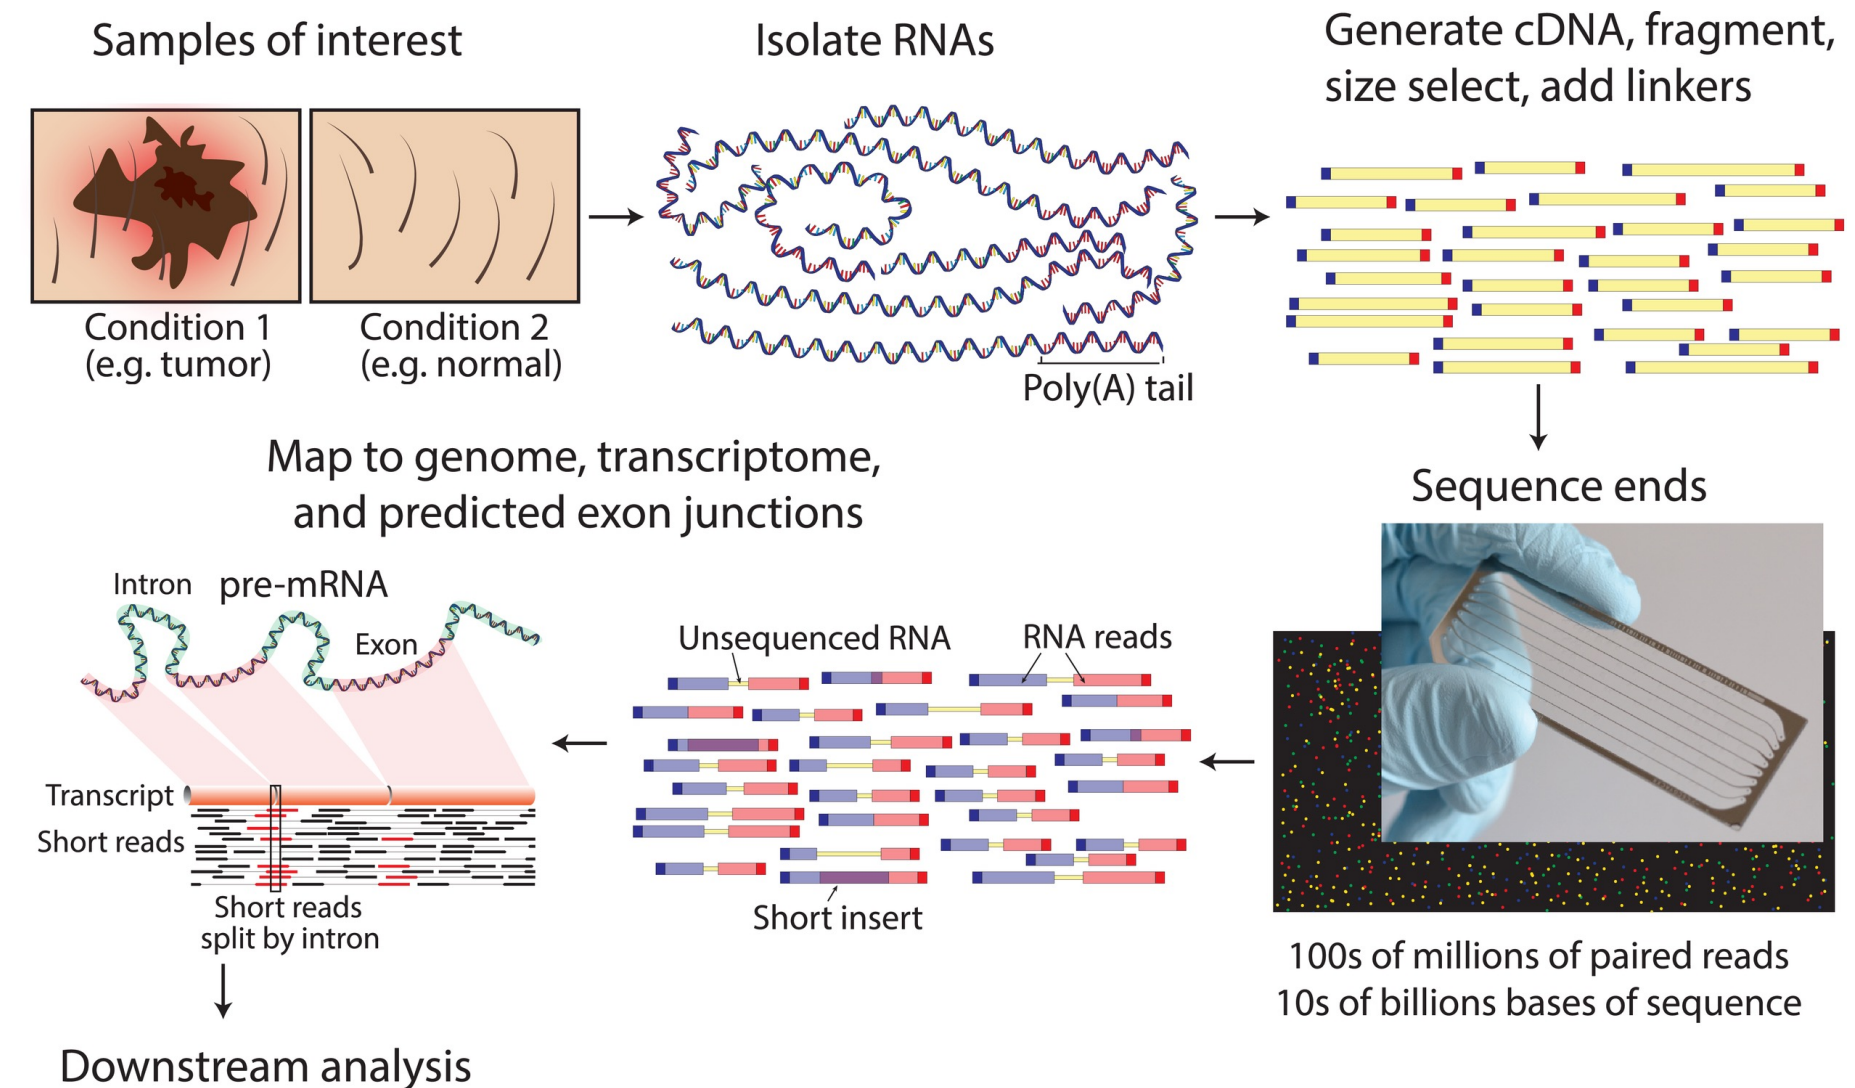 Samples of interest
Condition 1
(e.g. tumor)
Condition 2
(e.g. normal)
Isolate RNAs
Poly(A) tail
Generate cDNA, fragment,
size select, add linkers
Sequence ends
100s of millions of paired reads
10s of billions bases of sequence
Unsequenced RNA
RNA reads
Short insert
Map to genome, transcriptome,
and predicted exon junctions
Intron
pre-mRNA
Exon
Transcript
Short reads
Short reads
split by intron
Downstream analysis